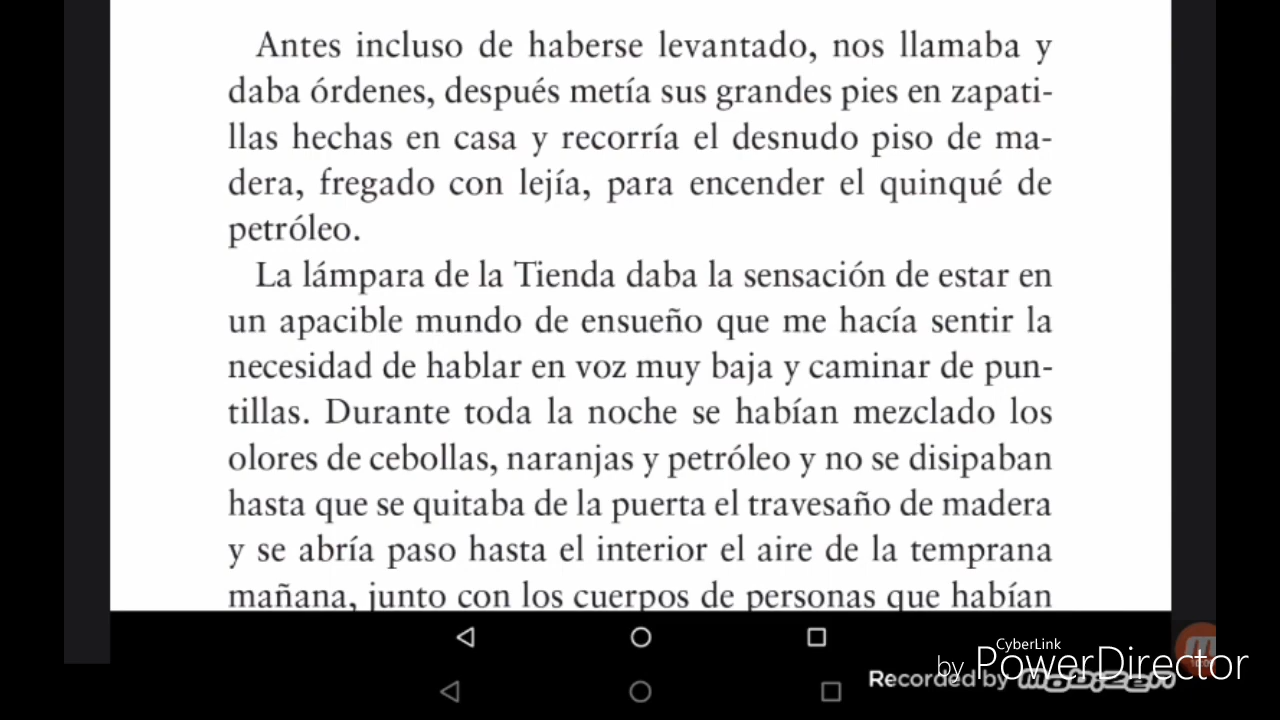 Antes incluso de haberse levantado, nos llamaba y
daba órdenes, después metía sus grandes pies en zapati-
llas hechas en casa y recorría el desnudo piso de ma-
dera, fregado con lejía, para encender el quinqué de
petróleo.
La lámpara de la Tienda daba la sensación de estar en
un apacible mundo de ensueño que me hacía sentir la
necesidad de hablar en voz muy baja y caminar de pun-
tillas. Durante toda la noche se habían mezclado los
olores de cebollas, naranjas y petróleo y no se disipaban
hasta que se quitaba de la puerta el travesaño de madera
y se abría paso hasta el interior el aire de la temprana
mañana, junto con los cuerpos de personas que habían
CyberLink
by PowerDirector
Recorded by mobizen